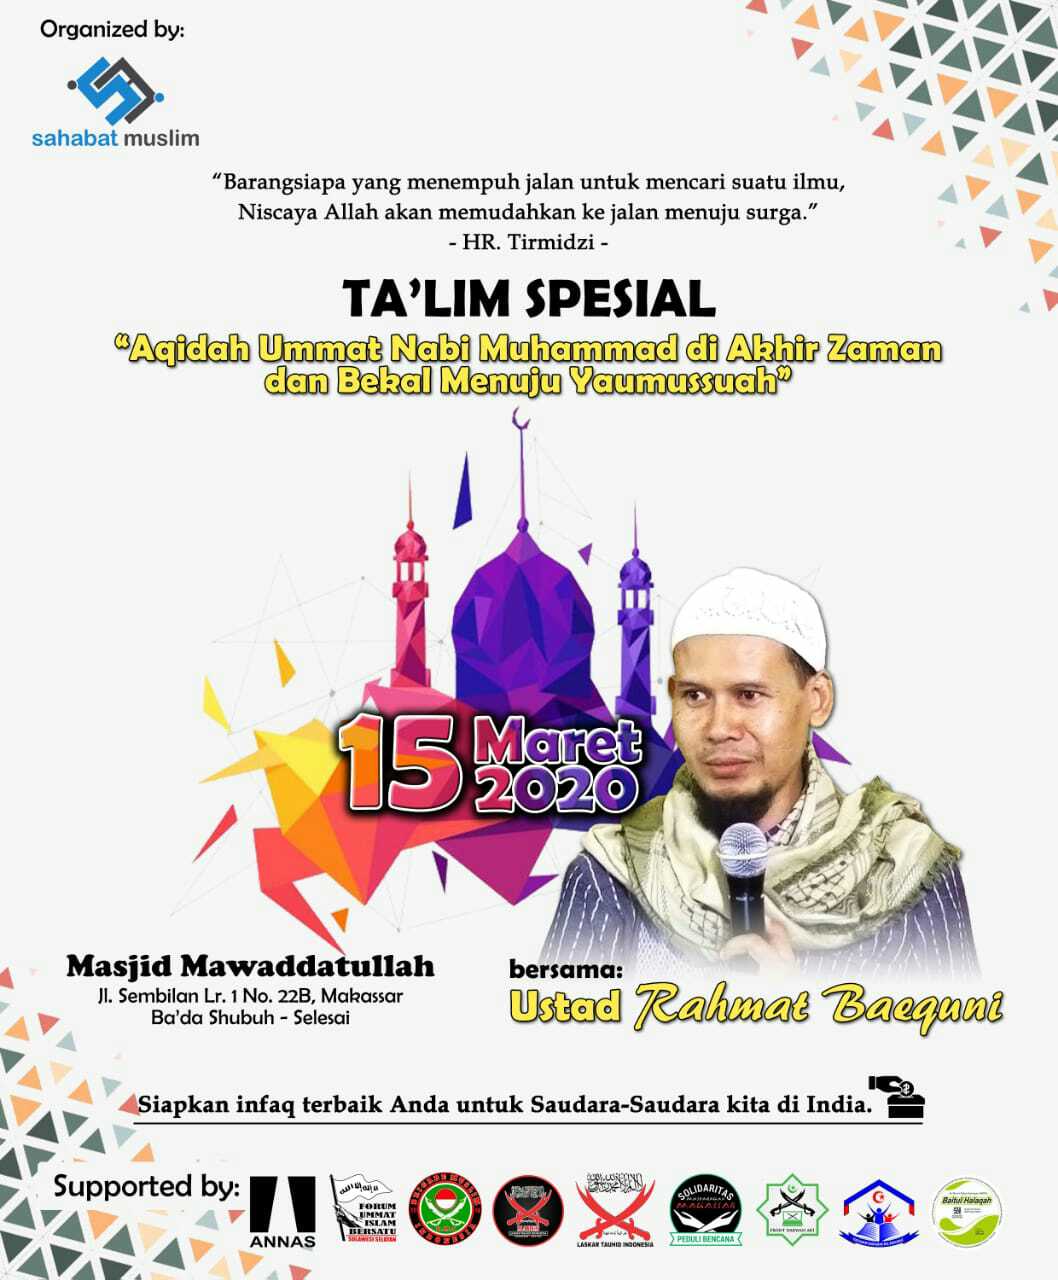 Organized by:
sahabat muslim
“Barangsiapa yang menempuh jalan untuk mencari suatu ilmu,
Niscaya Allah akan memudahkan ke jalan menuju surga.”
- HR. Tirmidzi -
TA’LIM SPESIAL
“Aqidah Ummat Nabi Muhammad di Akhir Zaman
dan Bekal Menuju Yaumussuah”
15 Maret
2020
Masjid Mawaddatullah
Jl. Sembilan Lr. 1 No. 22B, Makassar
Ba’da Shubuh - Selesai
bersama:
Ustad Rahmat Baequni
Siapkan infaq terbaik Anda untuk Saudara-Saudara kita di India.
Supported by:
ANNAS
FORUM
UMMAT
ISLAM
BERSATU
SULAWESI SELATAN
LASKAR TAUHID INDONESIA
SOLIDARITAS
MAKASSAR
PEDULI BENCANA
Baitul Halaqah